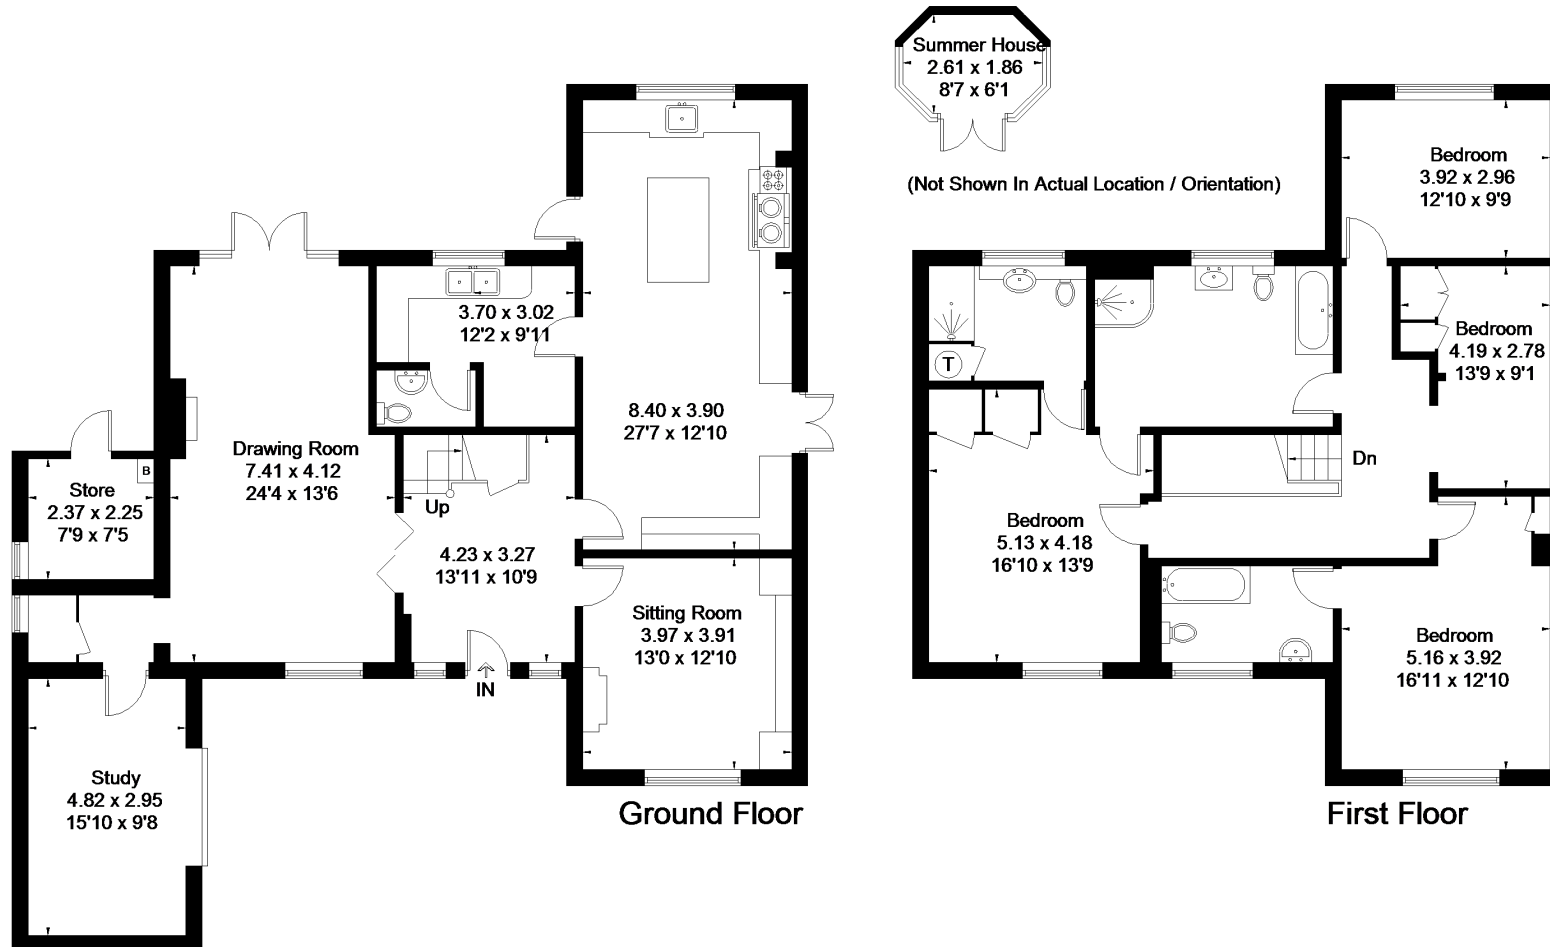 Summer House
2.61 x 1.86
8'7 x 6'1
(Not Shown In Actual Location / Orientation)
3.70 x 3.02
12'2 x 9'11
8.40 x 3.90
27'7 x 12'10
Drawing Room
7.41 x 4.12
24'4 x 13'6
B
Store
2.37 x 2.25
7'9 x 7'5
Up
4.23 x 3.27
13'11 x 10'9
Sitting Room
3.97 x 3.91
13'0 x 12'10
IN
Study
4.82 x 2.95
15'10 x 9'8
Ground Floor
Bedroom
3.92 x 2.96
12'10 x 9'9
Bedroom
4.19 x 2.78
13'9 x 9'1
T
Dn
Bedroom
5.13 x 4.18
16'10 x 13'9
Bedroom
5.16 x 3.92
16'11 x 12'10
First Floor